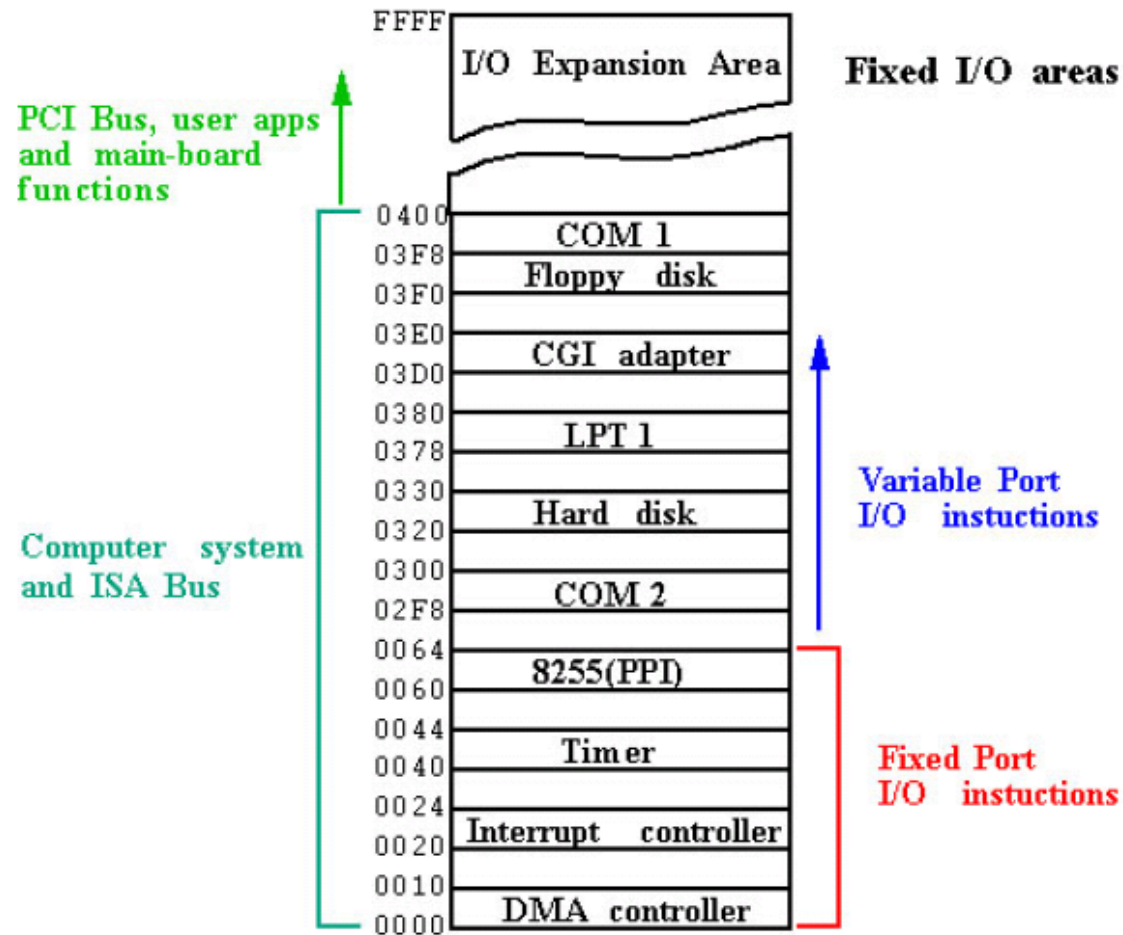 FFFF
I/O Expansion Area
Fixed I/O areas
PCI Bus, user apps
and main-board
functions
0400
COM 1
03F8
Floppy disk
03F0
03E0
CGI adapter
03D0
0380
LPT 1
0378
0330
Hard disk
0320
0300
COM 2
02F8
0064
8255(PPI)
0060
0044
Timer
0040
0024
Interrupt controller
0020
0010
DMA controller
0000
Computer system
and ISA Bus
Variable Port
I/O instuctions
Fixed Port
I/O instuctions